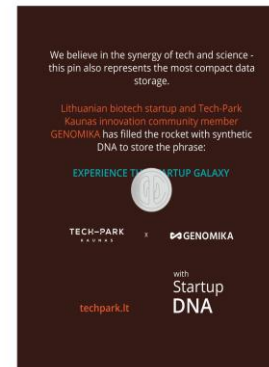 We believe in the synergy of tech and science -
this pin also represents the most compact data
storage.
Lithuanian biotech startup and Tech-Park
Kaunas innovation community member
GENOMIKA has filled the rocket with synthetic
DNA to store the phrase:
EXPERIENCE ARTUP GALAXY
TECH-PARK
KAUNAS
x
GENOMIKA
with
Startup
DNA
techpark.lt